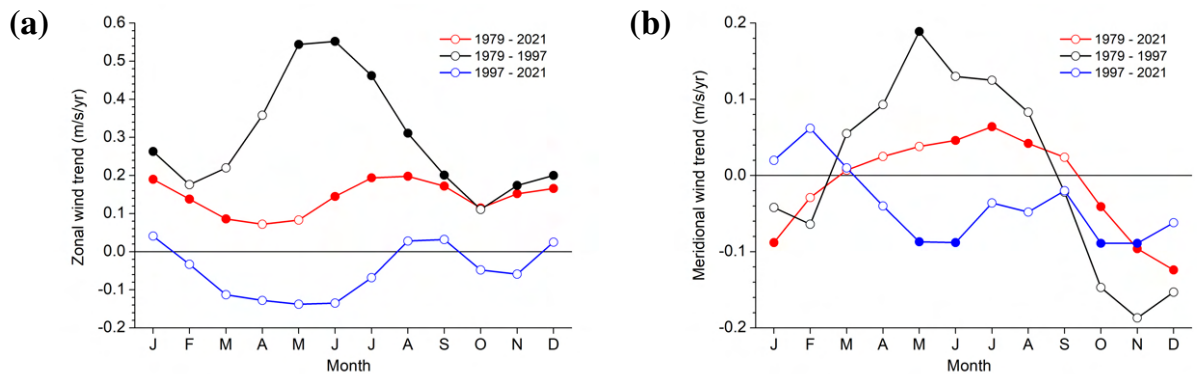 (a)
Zonal wind trend (m/s/yr)
0.6
0.5
0.4
0.3
0.2
0.1
0.0
-0.1
-0.2
1979 - 2021
1979 - 1997
1997 - 2021
J F M A M J J A S O N D
Month
(b)
Meridional wind trend (m/s/yr)
0.2
0.1
0.0
-0.1
-0.2
1979 - 2021
1979 - 1997
1997 - 2021
J F M A M J J A S O N D
Month